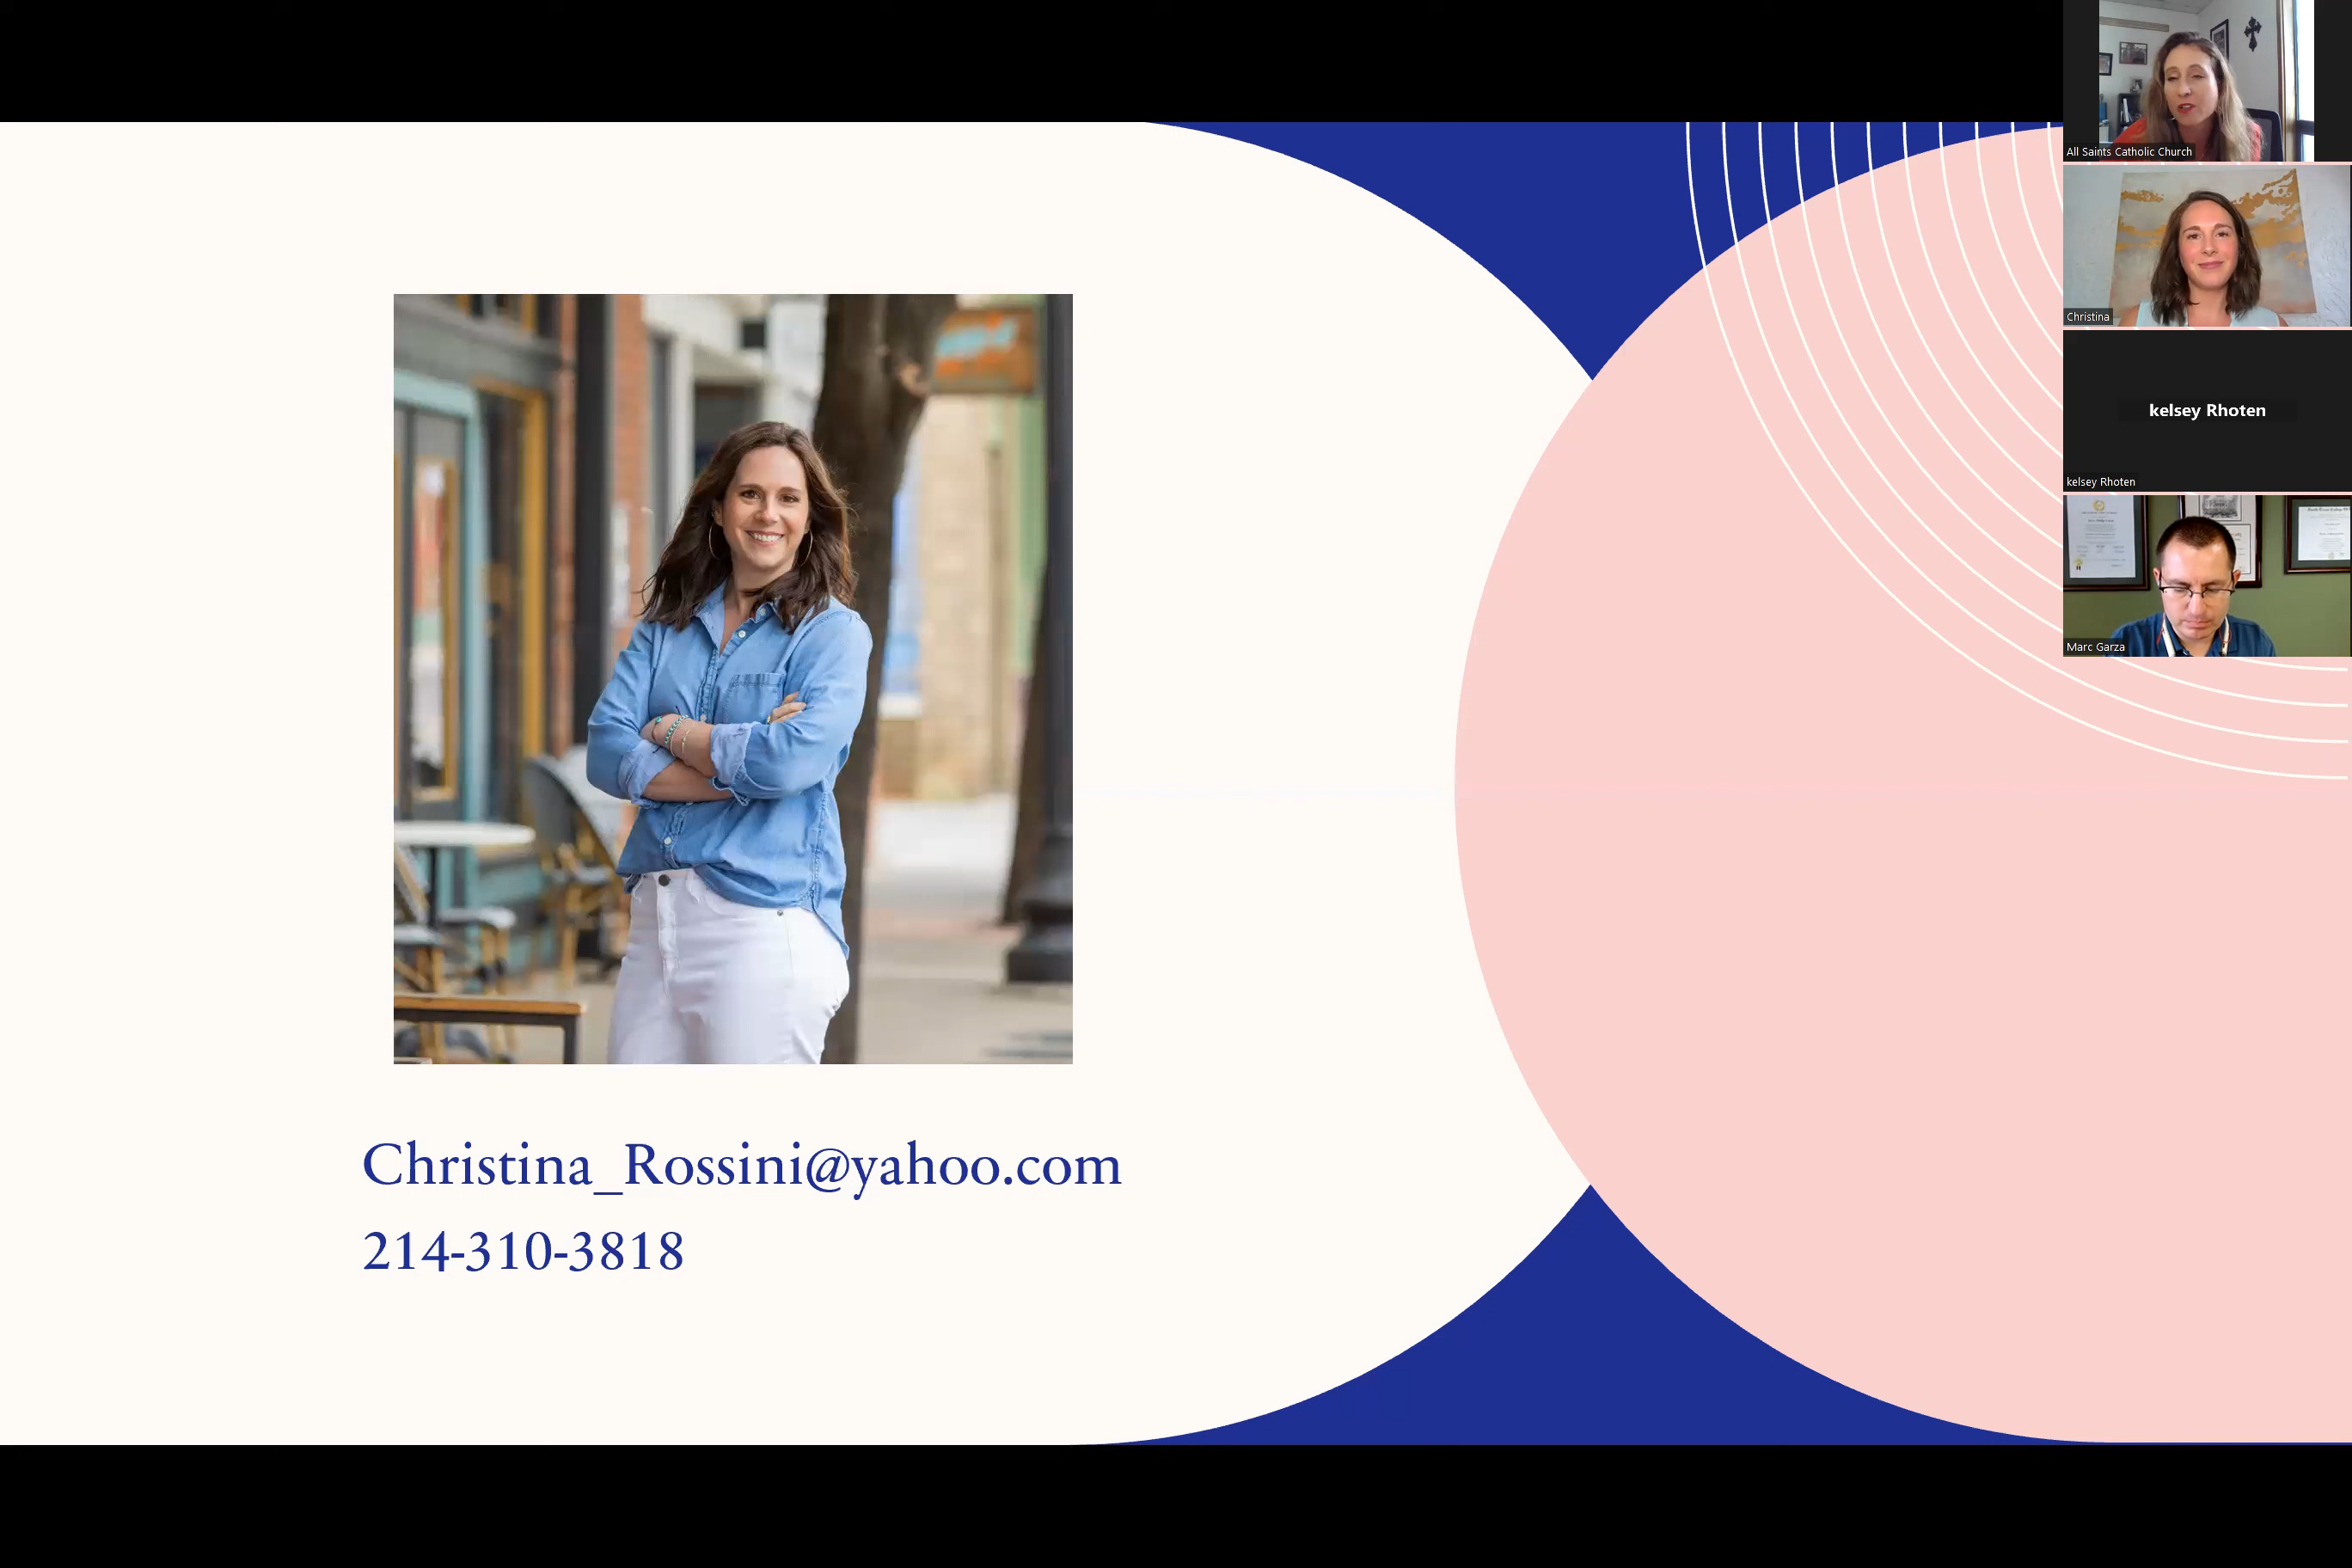 Christina_Rossini@yahoo.com
214-310-3818
All Saints Catholic Church
Christina
kelsey Rhoten
kelsey Rhoten
Marc Garza